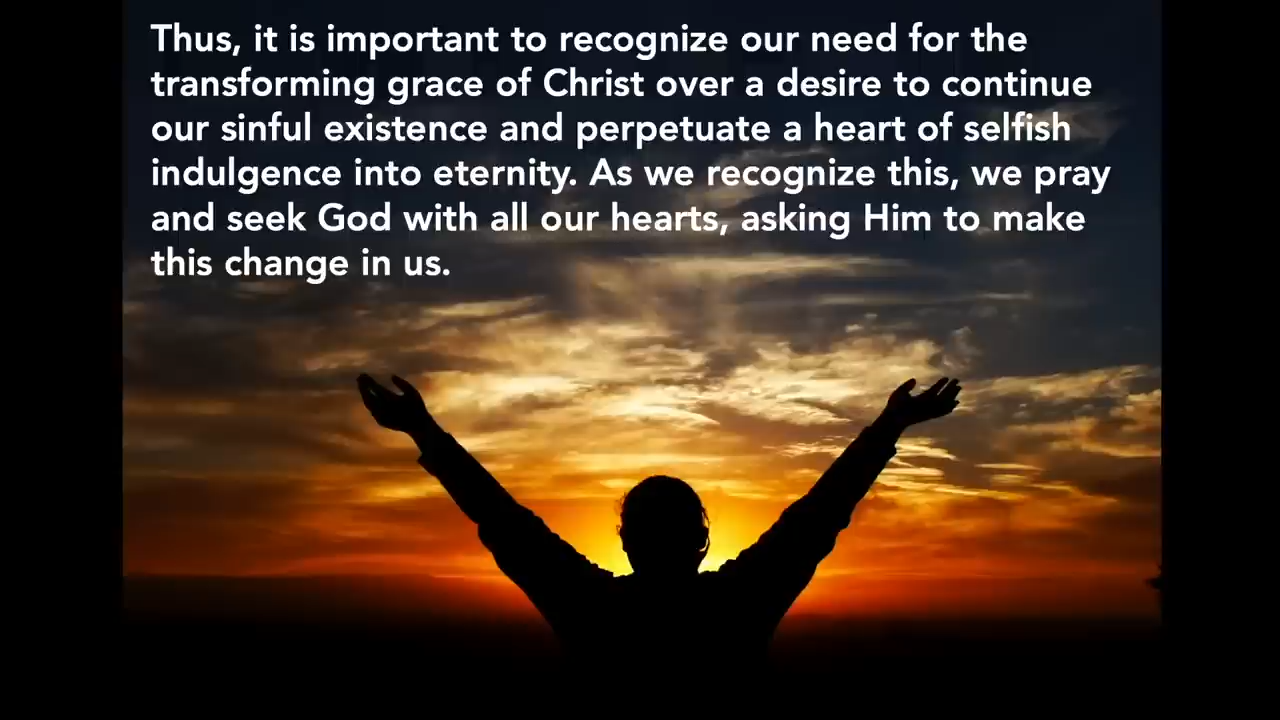 Thus, it is important to recognize our need for the
transforming grace of Christ over a desire to continue
our sinful existence and perpetuate a heart of selfish
indulgence into eternity. As we recognize this, we pray
and seek God with all our hearts, asking Him to make
this change in us.